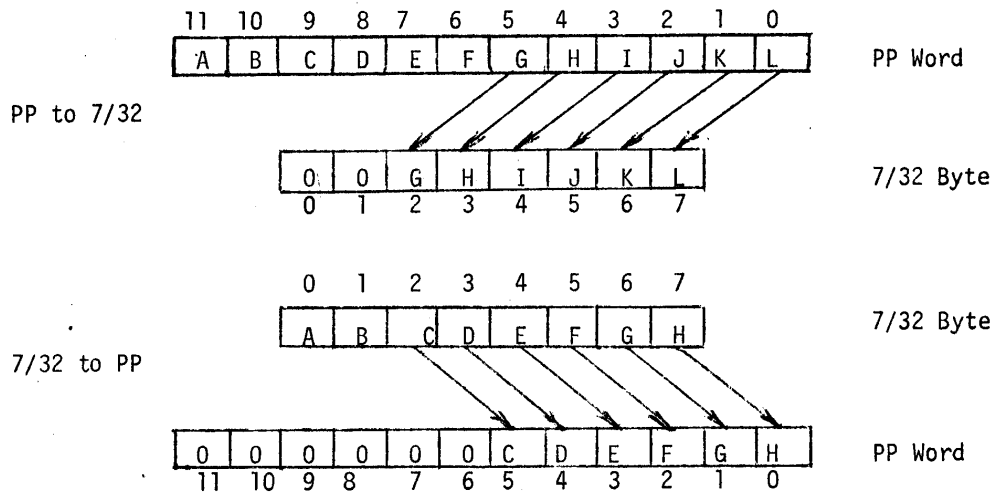 11 10 9 8 7 6 5 4 3 2 1 0
A B C D E F G H I J K L PP Word
PP to 7/32
0 0 G H I J K L 7/32 Byte
0 1 2 3 4 5 6 7
0 1 2 3 4 5 6 7
A B C D E F G H 7/32 Byte
7/32 to PP
0 0 0 0 0 0 C D E F G H PP Word
11 10 9 8 7 6 5 4 3 2 1 0